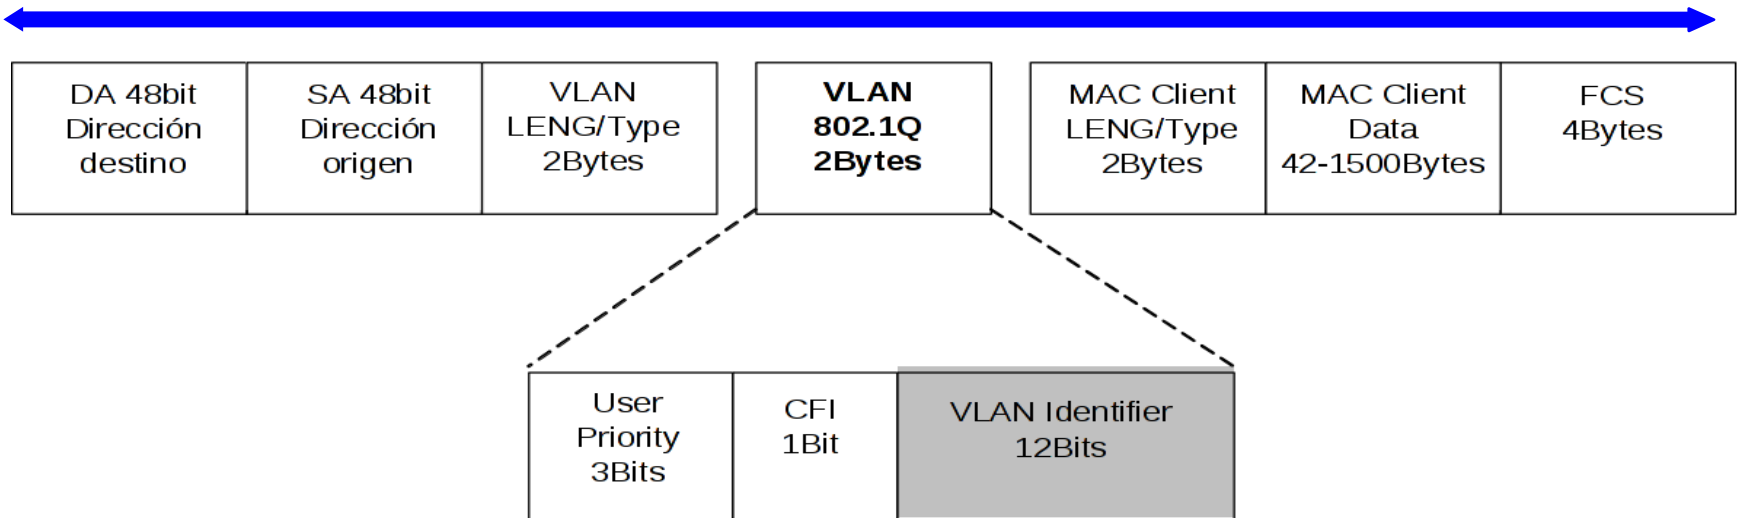 DA 48bit
Dirección
destino
SA 48bit
Dirección
origen
VLAN
LENG/Type
2Bytes
VLAN
802.1Q
2Bytes
MAC Client
LENG/Type
2Bytes
MAC Client
Data
42-1500Bytes
FCS
4Bytes
User
Priority
3Bits
CFI
1Bit
VLAN Identifier
12Bits